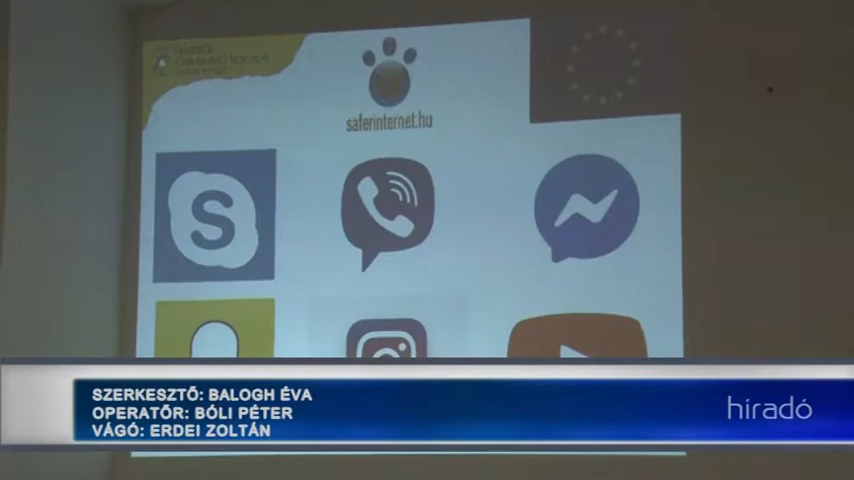 saferinternet.hu
S
SZERKESZTŐ: BALOGH ÉVA
OPERATŐR: BÓLI PÉTER
VÁGÓ: ERDEI ZOLTÁN
híradó